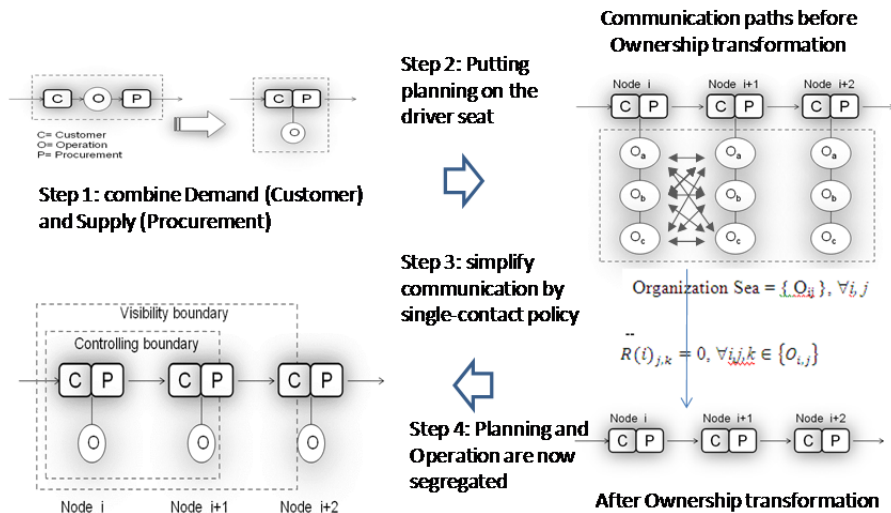 C O P
C P
O
C= Customer
O= Operation
P= Procurement
Step 1: combine Demand (Customer)
and Supply (Procurement)
Step 2: Putting
planning on the
driver seat
Communication paths before
Ownership transformation
Node i Node i+1 Node i+2
C P C P C P
Oa Oa Oa
Ob Ob Ob
Oc Oc Oc
Organization Sea = { Oij }, ∀i, j
R̈(i)j,k = 0, ∀i,j,k ∈ {Oi,j}
Node i Node i+1 Node i+2
C P C P C P
After Ownership transformation
Step 3: simplify
communication by
single-contact policy
Step 4: Planning and
Operation are now
segregated
Visibility boundary
Controlling boundary
C P C P C P
O O O
Node i Node i+1 Node i+2